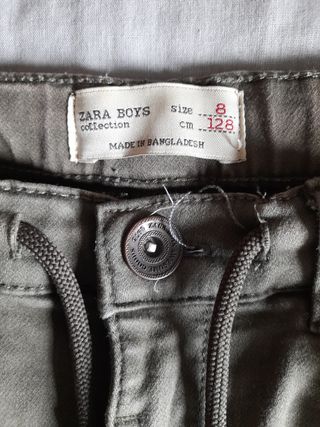 ZARA BOYS size 8
collection cm 128
MADE IN BANGLADESH